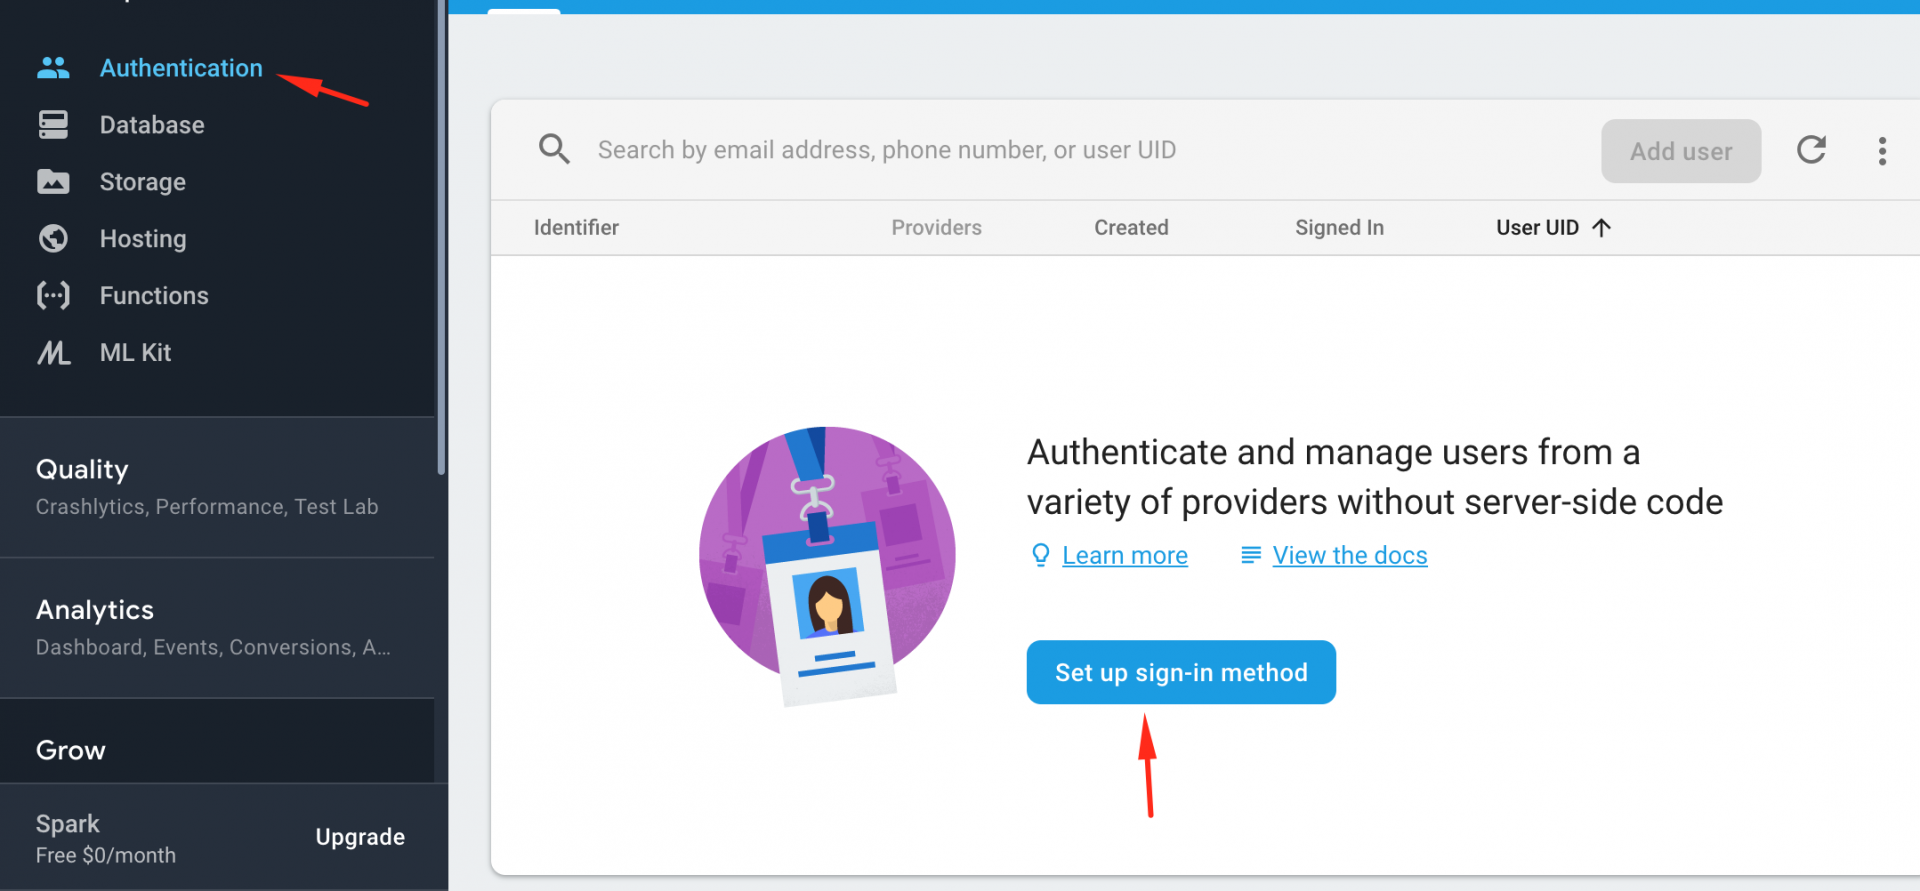 Authentication
Database
Storage
Hosting
Functions
ML Kit
Quality
Crashlytics, Performance, Test Lab
Analytics
Dashboard, Events, Conversions, A...
Grow
Spark
Free $0/month
Upgrade
Search by email address, phone number, or user UID
Add user
Identifier Providers Created Signed In User UID
Authenticate and manage users from a
variety of providers without server-side code
Learn more View the docs
Set up sign-in method